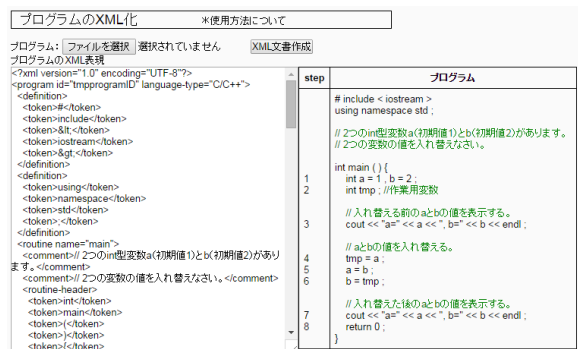 プログラムのXML化 ※使用方法について
プログラム: ファイルを選択 選択されていません XML文書作成
プログラムのXML表現
<?xml version="1.0" encoding="UTF-8"?>
<program id="tmpprogramID" language-type="C/C++">
<definition>
<token>#</token>
<token>include</token>
<token>&lt;</token>
<token>iostream</token>
<token>&gt;</token>
</definition>
<definition>
<token>using</token>
<token>namespace</token>
<token>std</token>
<token>;</token>
</definition>
<routine name="main">
<comment>// 2つのint型変数a(初期値1)とb(初期値2)があり
ます。</comment>
<comment>// 2つの変数の値を入れ替えなさい。</comment>
<routine-header>
<token>int</token>
<token>main</token>
<token>(</token>
<token>)</token>
<token>{</token>
step プログラム
# include < iostream >
using namespace std ;
// 2つのint型変数a(初期値1)とb(初期値2)があります。
// 2つの変数の値を入れ替えなさい。
int main ( ) {
1 int a = 1 , b = 2 ;
2 int tmp ; //作業用変数
// 入れ替える前のaとbの値を表示する。
3 cout << "a=" << a << ", b=" << b << endl ;
// aとbの値を入れ替える。
4 tmp = a ;
5 a = b ;
6 b = tmp ;
// 入れ替えた後のaとbの値を表示する。
7 cout << "a=" << a << ", b=" << b << endl ;
8 return 0 ;
}